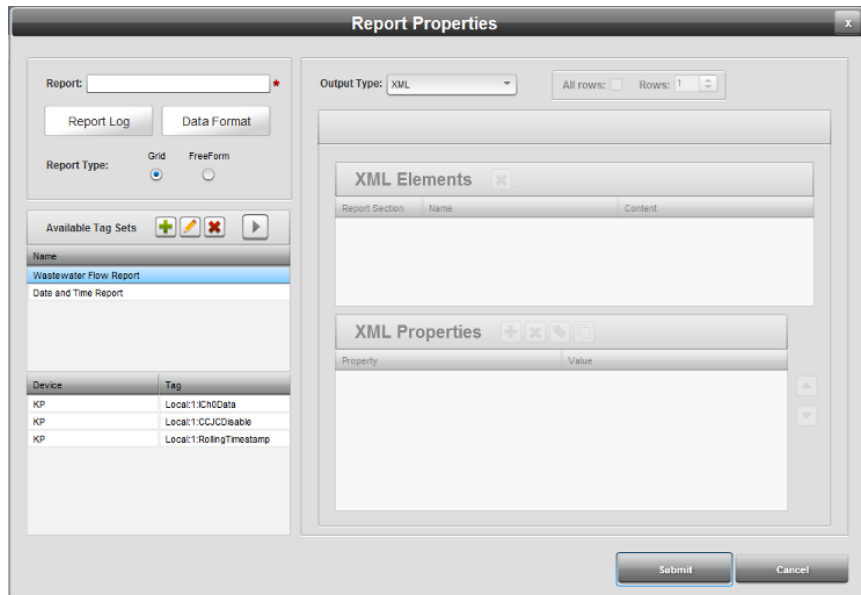 Report Properties
x
Report: *
Report Log
Data Format
Report Type:
Grid
FreeForm
Available Tag Sets
Name
Wastewater Flow Report
Date and Time Report
Device
Tag
KP
Local:1:ICh0Data
KP
Local:1:CCJCDisable
KP
Local:1:RollingTimestamp
Output Type: XML
All rows:
Rows: 1
XML Elements
Report Section
Name
Content
XML Properties
Property
Value
Submit
Cancel